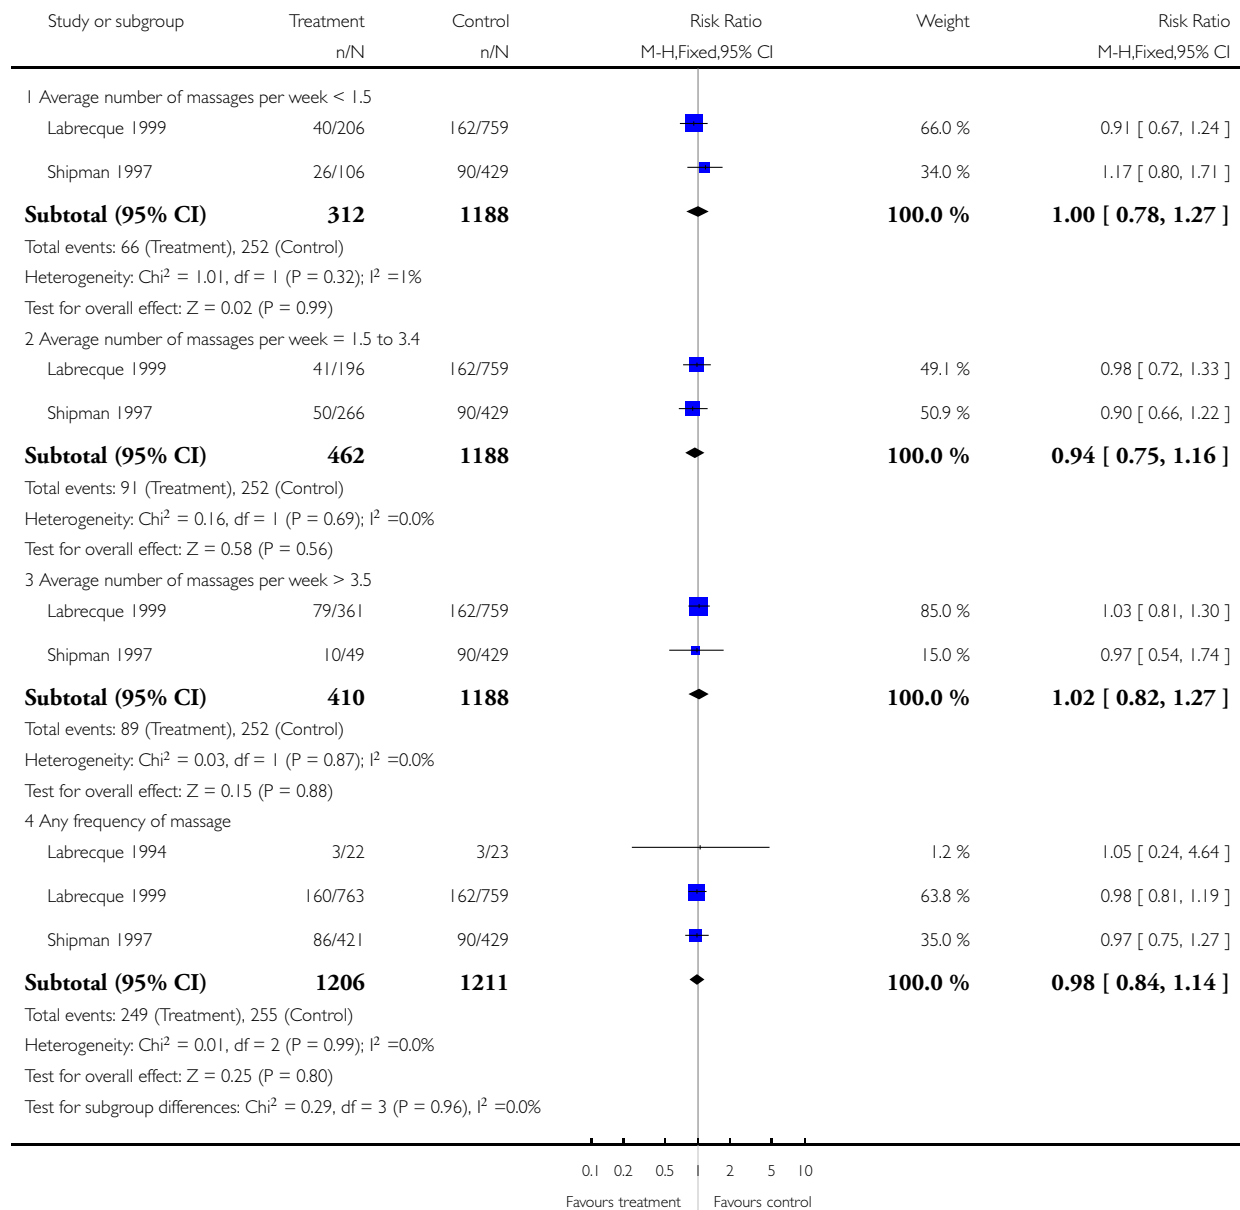 Study or subgroup Treatment Control Risk Ratio Weight Risk Ratio
n/N n/N M-H,Fixed,95% CI M-H,Fixed,95% CI
1 Average number of massages per week < 1.5
Labrecque 1999 40/206 162/759 66.0 % 0.91 [ 0.67, 1.24 ]
Shipman 1997 26/106 90/429 34.0 % 1.17 [ 0.80, 1.71 ]
Subtotal (95% CI) 312 1188 100.0 % 1.00 [ 0.78, 1.27 ]
Total events: 66 (Treatment), 252 (Control)
Heterogeneity: Chi² = 1.01, df = 1 (P = 0.32); I² =1%
Test for overall effect: Z = 0.02 (P = 0.99)
2 Average number of massages per week = 1.5 to 3.4
Labrecque 1999 41/196 162/759 49.1 % 0.98 [ 0.72, 1.33 ]
Shipman 1997 50/266 90/429 50.9 % 0.90 [ 0.66, 1.22 ]
Subtotal (95% CI) 462 1188 100.0 % 0.94 [ 0.75, 1.16 ]
Total events: 91 (Treatment), 252 (Control)
Heterogeneity: Chi² = 0.16, df = 1 (P = 0.69); I² =0.0%
Test for overall effect: Z = 0.58 (P = 0.56)
3 Average number of massages per week > 3.5
Labrecque 1999 79/361 162/759 85.0 % 1.03 [ 0.81, 1.30 ]
Shipman 1997 10/49 90/429 15.0 % 0.97 [ 0.54, 1.74 ]
Subtotal (95% CI) 410 1188 100.0 % 1.02 [ 0.82, 1.27 ]
Total events: 89 (Treatment), 252 (Control)
Heterogeneity: Chi² = 0.03, df = 1 (P = 0.87); I² =0.0%
Test for overall effect: Z = 0.15 (P = 0.88)
4 Any frequency of massage
Labrecque 1994 3/22 3/23 1.2 % 1.05 [ 0.24, 4.64 ]
Labrecque 1999 160/763 162/759 63.8 % 0.98 [ 0.81, 1.19 ]
Shipman 1997 86/421 90/429 35.0 % 0.97 [ 0.75, 1.27 ]
Subtotal (95% CI) 1206 1211 100.0 % 0.98 [ 0.84, 1.14 ]
Total events: 249 (Treatment), 255 (Control)
Heterogeneity: Chi² = 0.01, df = 2 (P = 0.99); I² =0.0%
Test for overall effect: Z = 0.25 (P = 0.80)
Test for subgroup differences: Chi² = 0.29, df = 3 (P = 0.96), I² =0.0%
0.1 0.2 0.5 1 2 5 10
Favours treatment Favours control